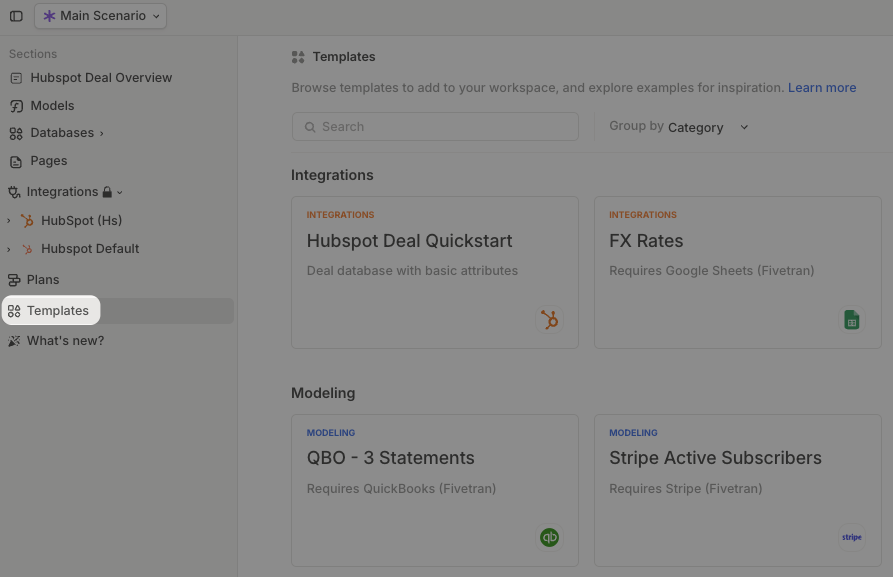 Main Scenario
Sections
Hubspot Deal Overview
Models
Databases
Pages
Integrations
HubSpot (Hs)
Hubspot Default
Plans
Templates
What's new?
Templates
Browse templates to add to your workspace, and explore examples for inspiration. Learn more
Search
Group by Category
Integrations
INTEGRATIONS
Hubspot Deal Quickstart
Deal database with basic attributes
INTEGRATIONS
FX Rates
Requires Google Sheets (Fivetran)
Modeling
MODELING
QBO - 3 Statements
Requires QuickBooks (Fivetran)
qb
MODELING
Stripe Active Subscribers
Requires Stripe (Fivetran)
stripe